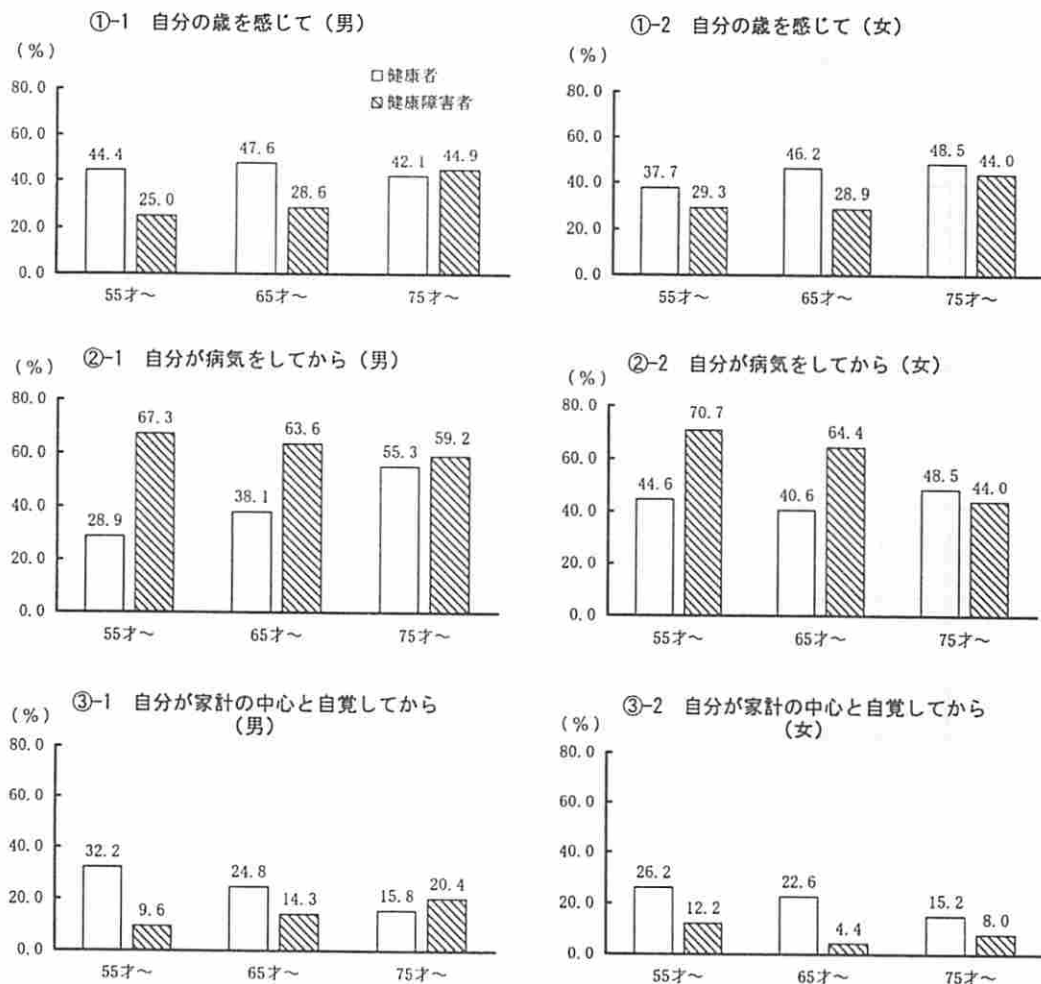 ①-1 自分の歳を感じて（男）
(%)
□健康者
▧健康障害者
80.0
60.0
40.0
20.0
0.0
44.4
25.0
47.6
28.6
42.1
44.9
55才～
65才～
75才～
①-2 自分の歳を感じて（女）
(%)
80.0
60.0
40.0
20.0
0.0
37.7
29.3
46.2
28.9
48.5
44.0
55才～
65才～
75才～
②-1 自分が病気をしてから（男）
(%)
80.0
60.0
40.0
20.0
0.0
28.9
67.3
38.1
63.6
55.3
59.2
55才～
65才～
75才～
②-2 自分が病気をしてから（女）
(%)
80.0
60.0
40.0
20.0
0.0
44.6
70.7
40.6
64.4
48.5
44.0
55才～
65才～
75才～
③-1 自分が家計の中心と自覚してから
（男）
(%)
80.0
60.0
40.0
20.0
0.0
32.2
9.6
24.8
14.3
15.8
20.4
55才～
65才～
75才～
③-2 自分が家計の中心と自覚してから
（女）
(%)
80.0
60.0
40.0
20.0
0.0
26.2
12.2
22.6
4.4
15.2
8.0
55才～
65才～
75才～